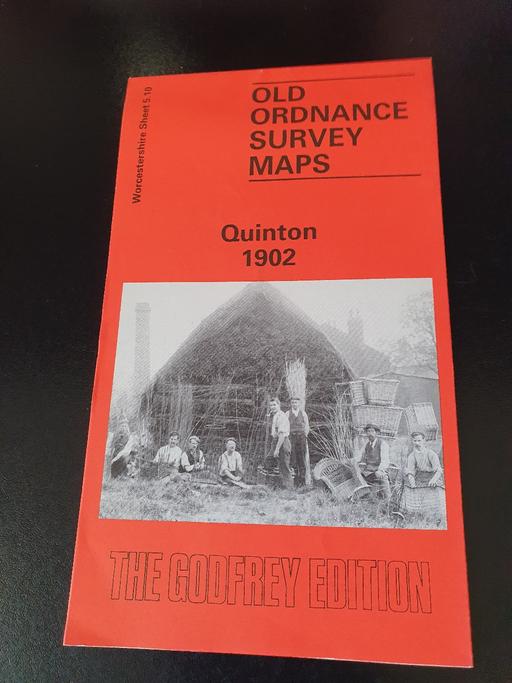 Worcestershire Sheet 5.10
OLD
ORDNANCE
SURVEY
MAPS
Quinton
1902
THE GODFREY EDITION